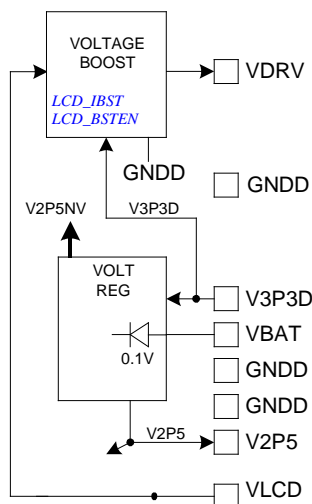 VOLTAGE
BOOST
VDRV
LCD_IBST
LCD_BSTEN
GNDD
GNDD
V2P5NV
V3P3D
VOLT
REG
V3P3D
VBAT
0.1V
GNDD
GNDD
V2P5
V2P5
VLCD